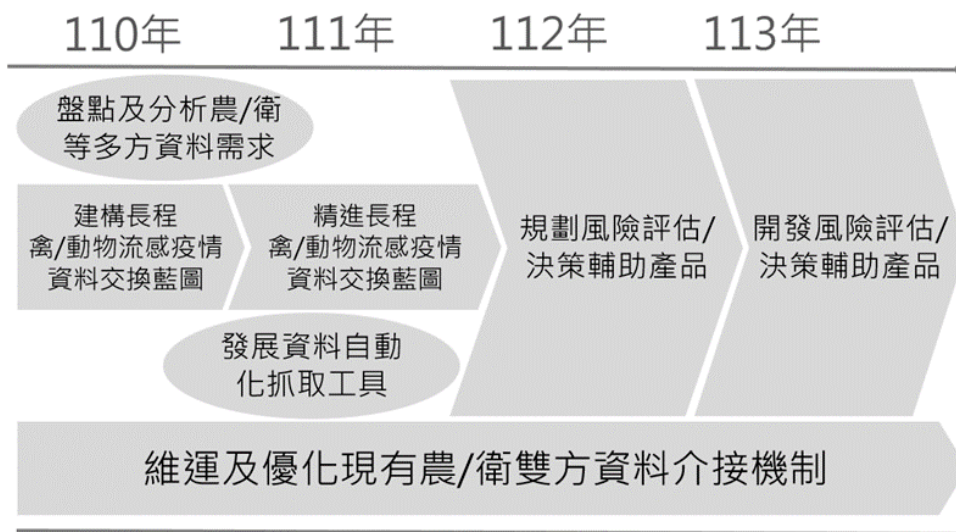 110年
111年
112年
113年
盤點及分析農/衛
等多方資料需求
建構長程
禽/動物流感疫情
資料交換藍圖
精進長程
禽/動物流感疫情
資料交換藍圖
發展資料自動
化抓取工具
規劃風險評估/
決策輔助產品
開發風險評估/
決策輔助產品
維運及優化現有農/衛雙方資料介接機制